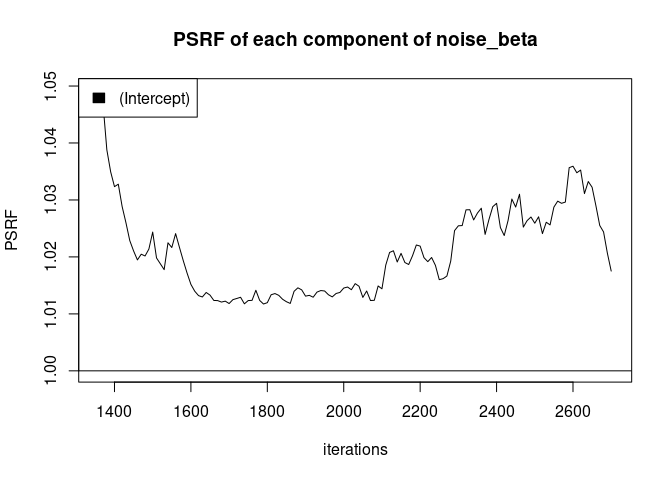 PSRF of each component of noise_beta
(Intercept)
PSRF
1.05
1.04
1.03
1.02
1.01
1.00
1400 1600 1800 2000 2200 2400 2600
iterations